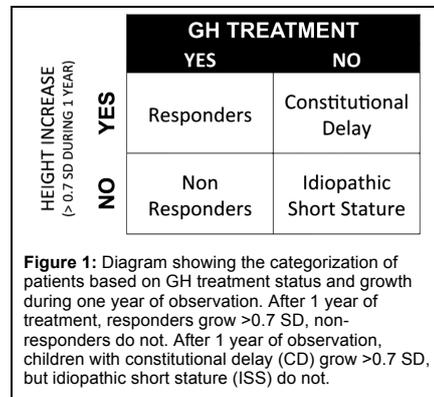 GH TREATMENT
YES NO
HEIGHT INCREASE
(> 0.7 SD DURING 1 YEAR)
YES
Responders
Constitutional
Delay
NO
Non
Responders
Idiopathic
Short Stature
Figure 1: Diagram showing the categorization of
patients based on GH treatment status and growth
during one year of observation. After 1 year of
treatment, responders grow >0.7 SD, non-
responders do not. After 1 year of observation,
children with constitutional delay (CD) grow >0.7 SD,
but idiopathic short stature (ISS) do not.